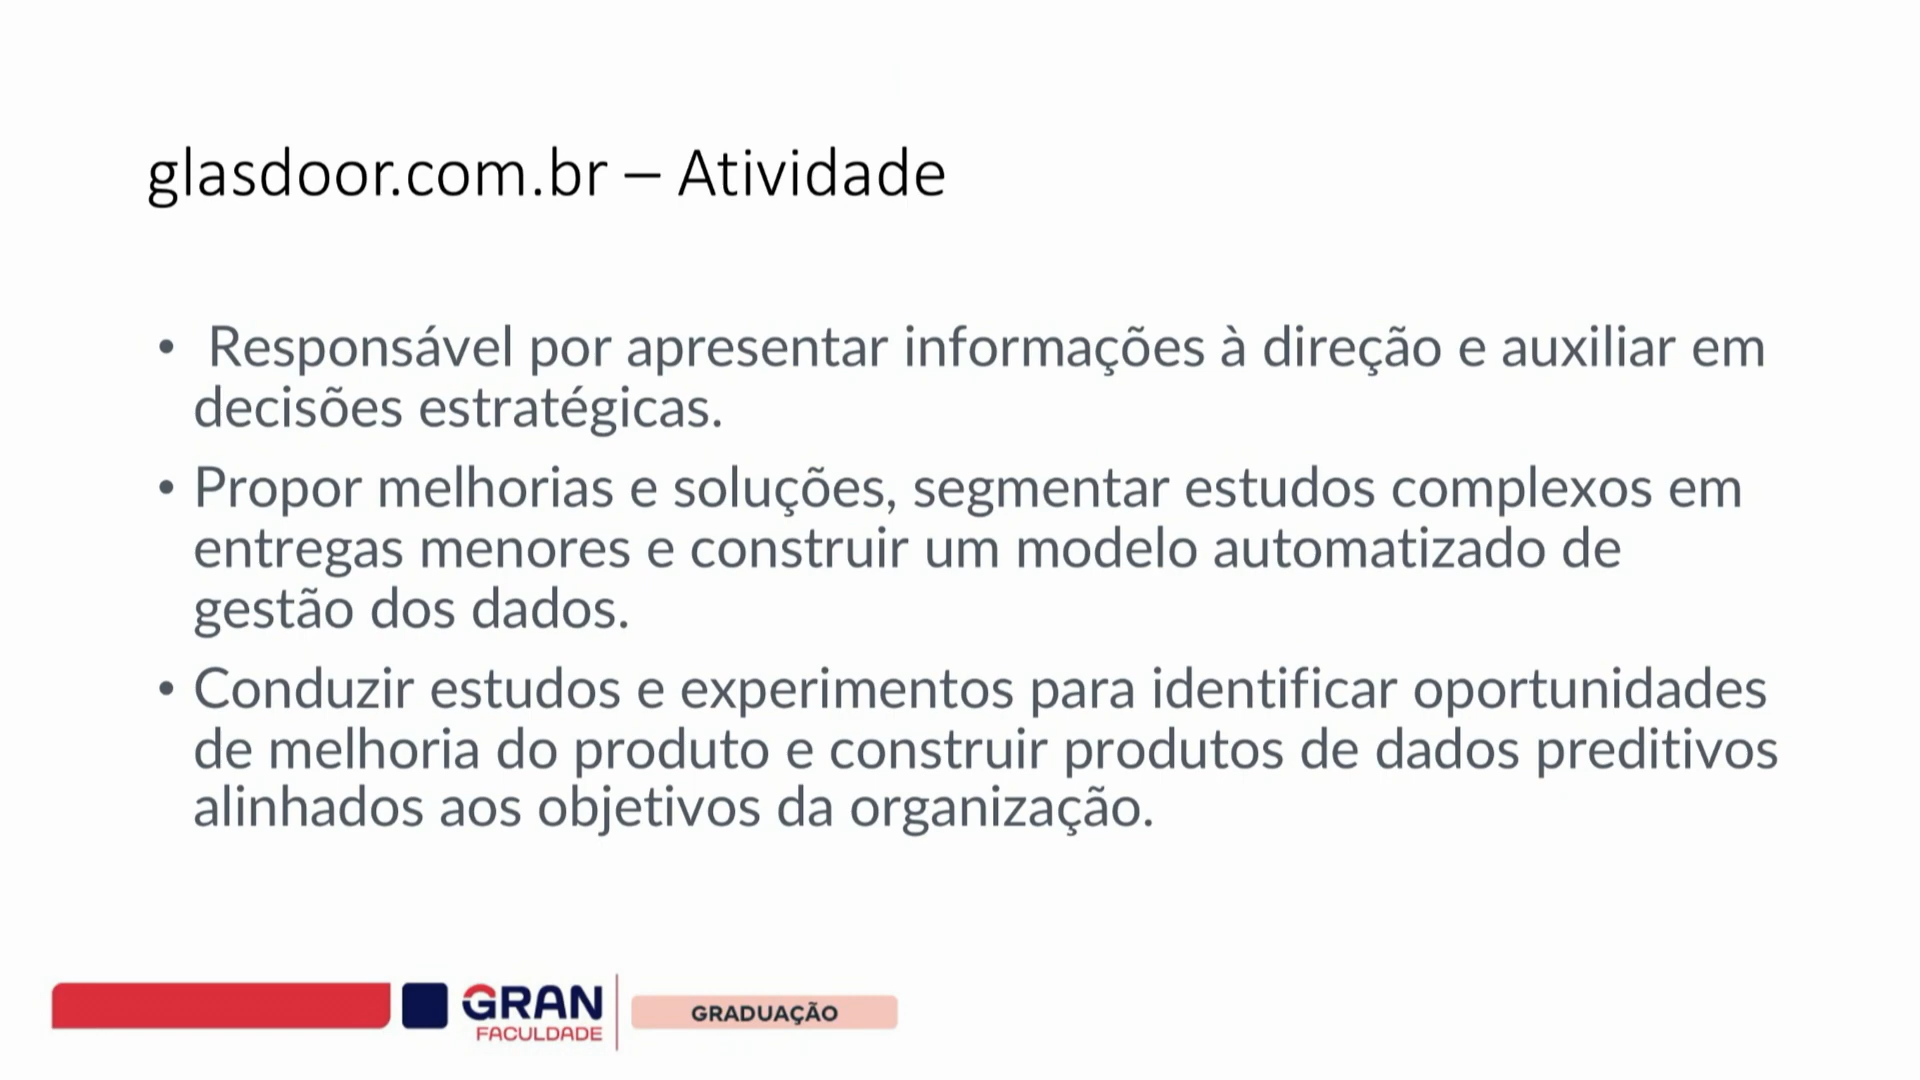 glasdoor.com.br – Atividade
• Responsável por apresentar informações à direção e auxiliar em
decisões estratégicas.
• Propor melhorias e soluções, segmentar estudos complexos em
entregas menores e construir um modelo automatizado de
gestão dos dados.
• Conduzir estudos e experimentos para identificar oportunidades
de melhoria do produto e construir produtos de dados preditivos
alinhados aos objetivos da organização.
GRAN
FACULDADE
GRADUAÇÃO